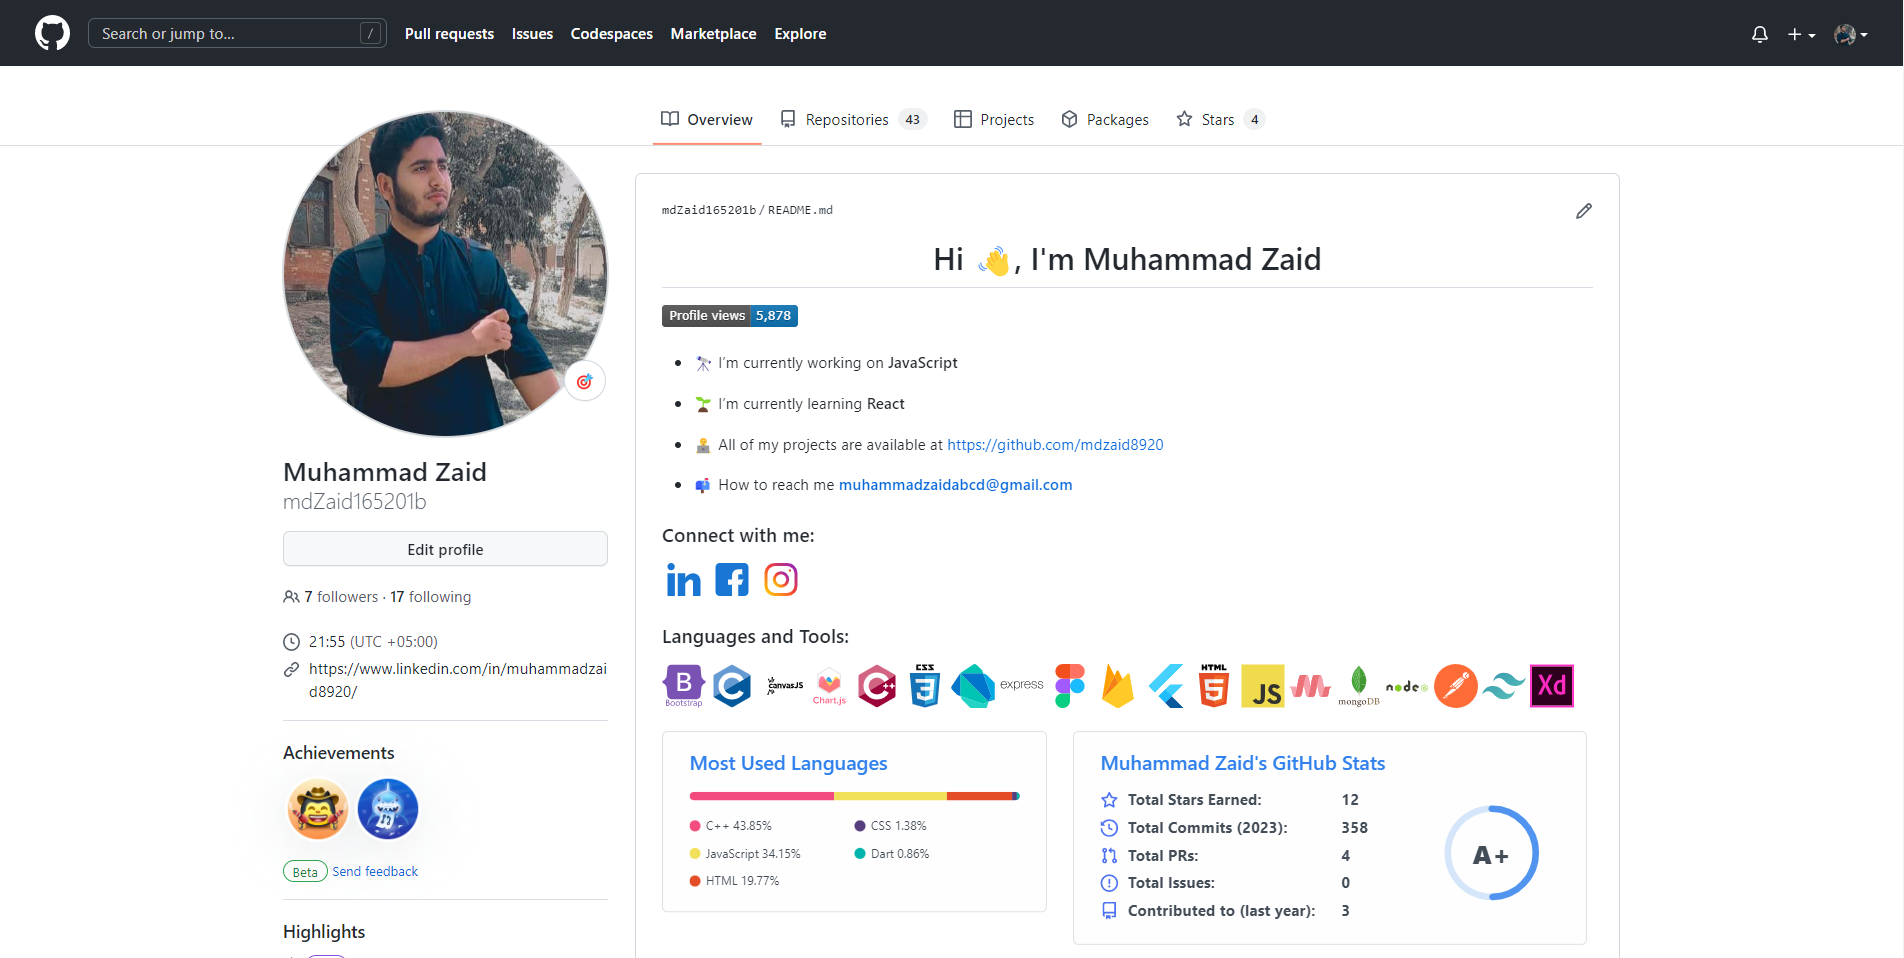 Search or jump to... /
Pull requests Issues Codespaces Marketplace Explore
Overview Repositories 43 Projects Packages Stars 4
Muhammad Zaid
mdZaid165201b
Edit profile
7 followers · 17 following
21:55 (UTC +05:00)
https://www.linkedin.com/in/muhammadzai
d8920/
Achievements
Beta Send feedback
Highlights
mdZaid165201b/README.md
Hi 👋, I'm Muhammad Zaid
Profile views 5,878
I'm currently working on JavaScript
I'm currently learning React
All of my projects are available at https://github.com/mdzaid8920
How to reach me muhammadzaidabcd@gmail.com
Connect with me:
in
Languages and Tools:
B Bootstrap C canvasJS Chart.js C++ CSS 3 express HTML 5 JS mongoDB node Xd
Most Used Languages
C++ 43.85%
JavaScript 34.15%
HTML 19.77%
CSS 1.38%
Dart 0.86%
Muhammad Zaid's GitHub Stats
Total Stars Earned: 12
Total Commits (2023): 358
Total PRs: 4
Total Issues: 0
Contributed to (last year): 3
A+